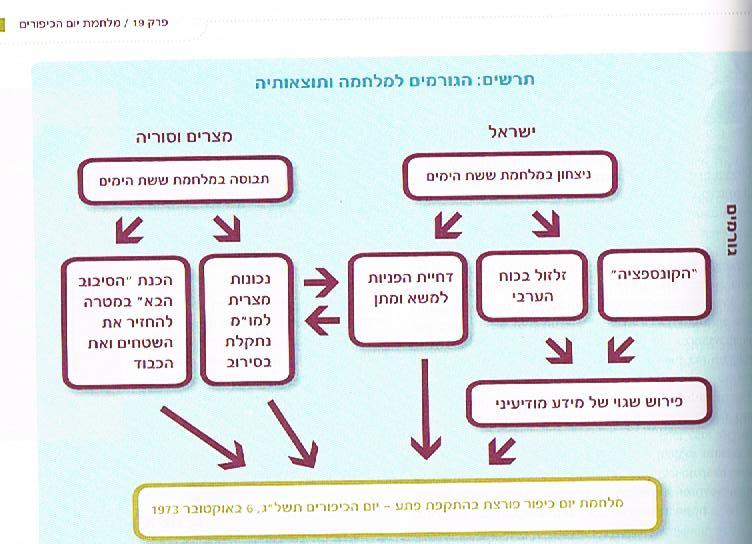 פרק 19 / מלחמת יום הכיפורים
תרשים: הגורמים למלחמה ותוצאותיה
ישראל
מצרים וסוריה
ניצחון במלחמת ששת הימים
תבוסה במלחמת ששת הימים
גורמים
"הקונספציה"
זלזול בכוח
הערבי
דחיית הפניות
למשא ומתן
נכונות
מצרית
למו"מ
נתקלת
בסירוב
הכנת "הסיבוב
הבא" במטרה
להחזיר את
השטחים ואת
הכבוד
פירוש שגוי של מידע מודיעיני
מלחמת יום כיפור פורצת בהתקפת פתע – יום הכיפורים תשל"ג, 6 באוקטובר 1973